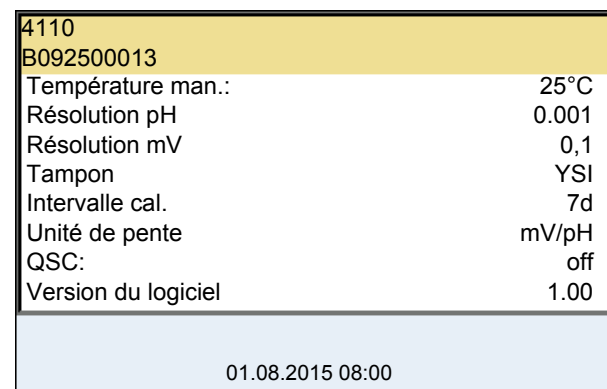 4110
B092500013
Température man.: 25°C
Résolution pH 0.001
Résolution mV 0,1
Tampon YSI
Intervalle cal. 7d
Unité de pente mV/pH
QSC: off
Version du logiciel 1.00
01.08.2015 08:00